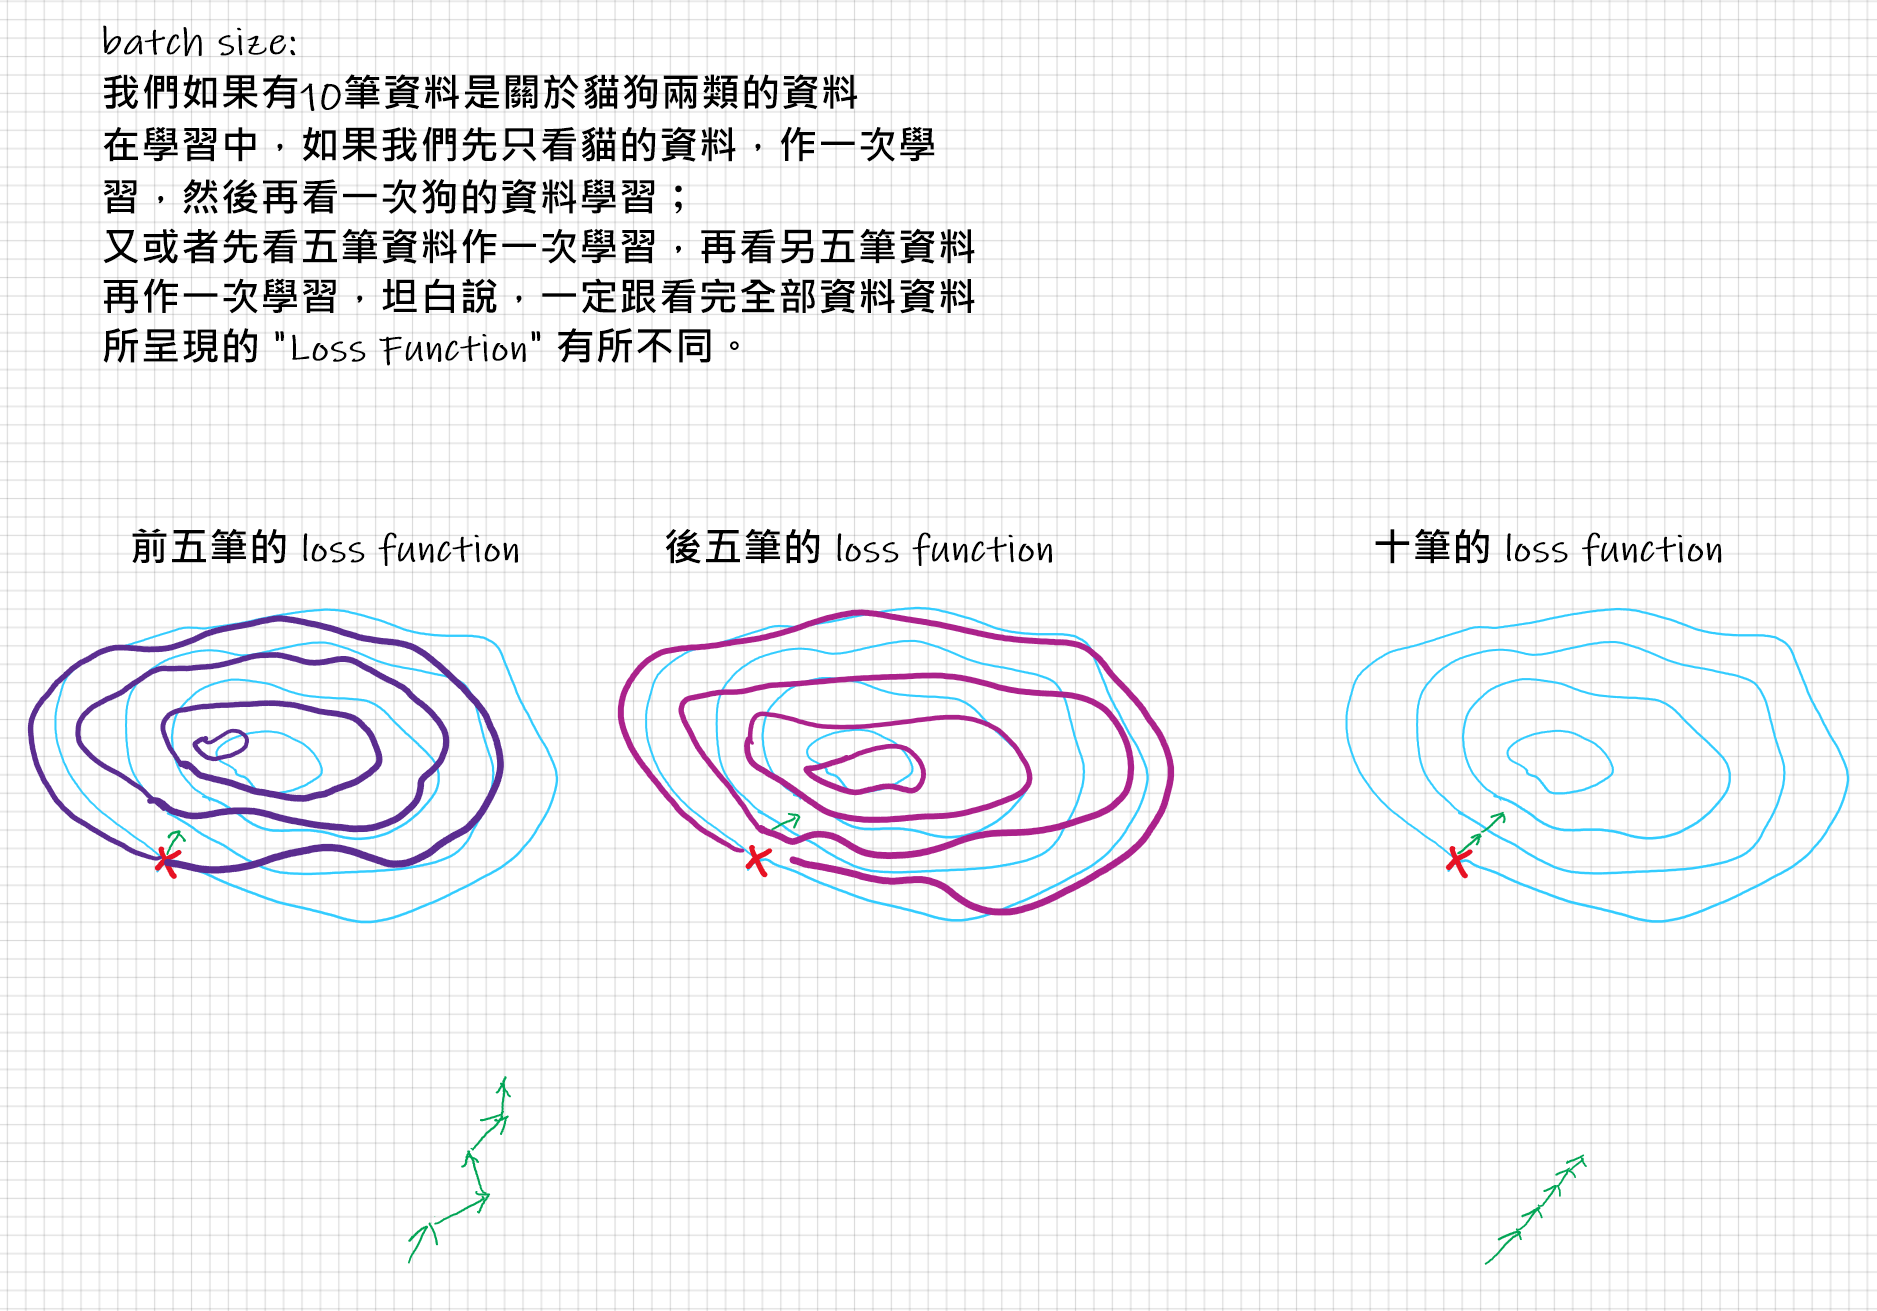 batch size:
我們如果有10筆資料是關於貓狗兩類的資料
在學習中，如果我們先只看貓的資料，作一次學
習，然後再看一次狗的資料學習；
又或者先看五筆資料作一次學習，再看另五筆資料
再作一次學習，坦白說，一定跟看完全部資料資料
所呈現的 "Loss Function" 有所不同。
前五筆的 loss function
後五筆的 loss function
十筆的 loss function